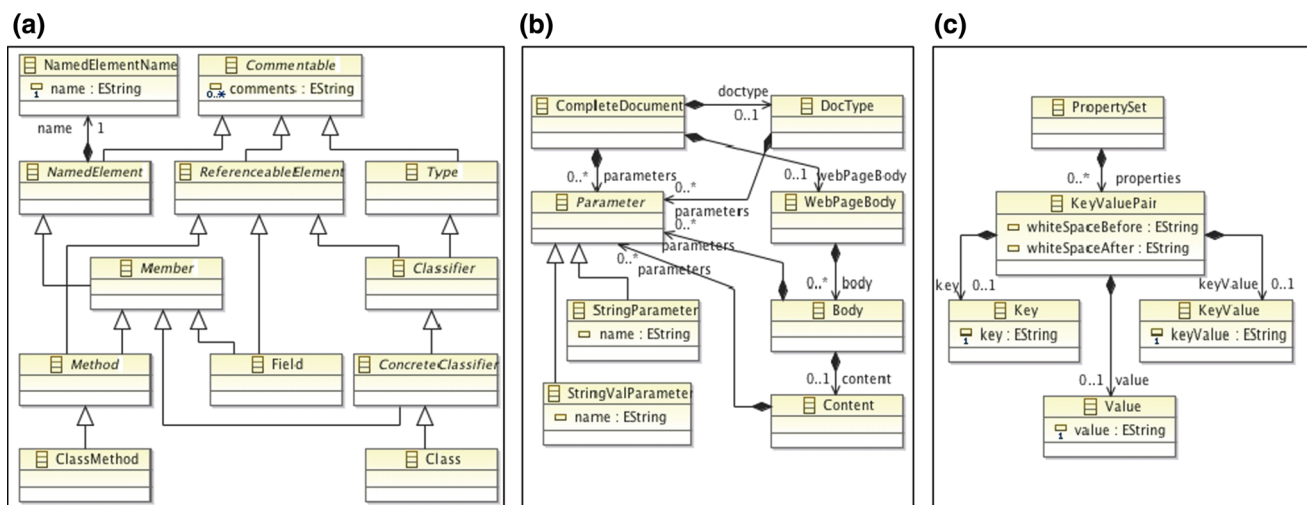 (a)
NamedElementName
name : EString
1
Commentable
comments : EString
0..*
name 1
NamedElement
ReferenceableElement
Type
Member
Classifier
Method
Field
ConcreteClassifier
ClassMethod
Class
(b)
CompleteDocument
doctype
0..1
DocType
0..* parameters
0..*
parameters
0..1 webPageBody
Parameter
WebPageBody
0..*
parameters
0..* parameters
0..* body
StringParameter
name : EString
Body
StringValParameter
name : EString
0..1 content
Content
(c)
PropertySet
0..* properties
KeyValuePair
whiteSpaceBefore : EString
whiteSpaceAfter : EString
key 0..1
keyValue 0..1
Key
key : EString
1
KeyValue
keyValue : EString
1
0..1 value
Value
value : EString
1